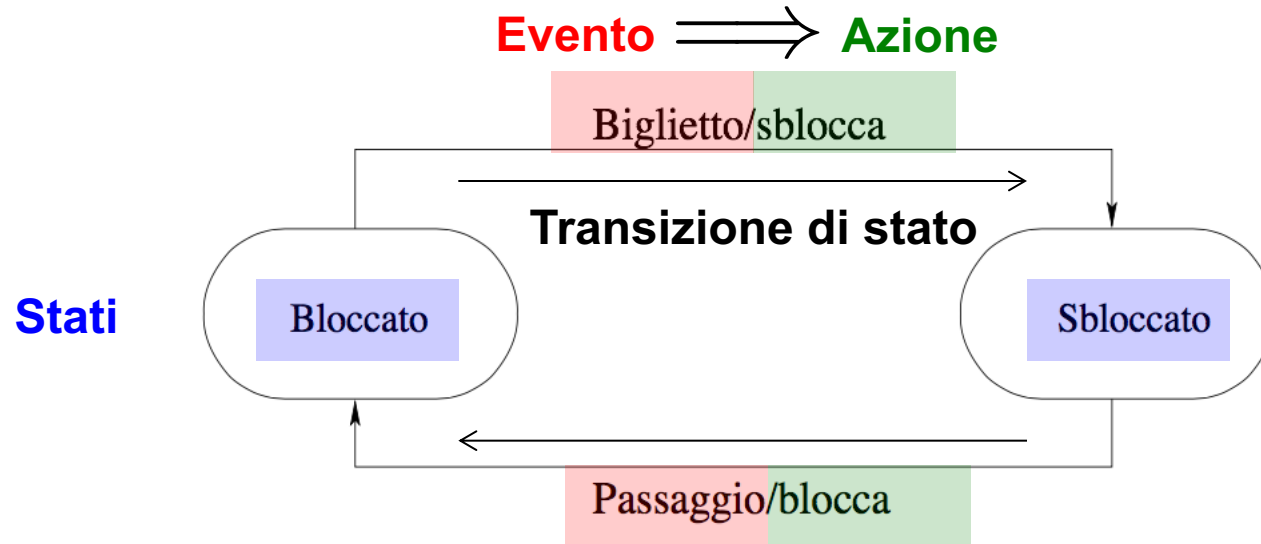 Evento Azione
Biglietto/sblocca
Transizione di stato
Stati
Bloccato
Sbloccato
Passaggio/blocca